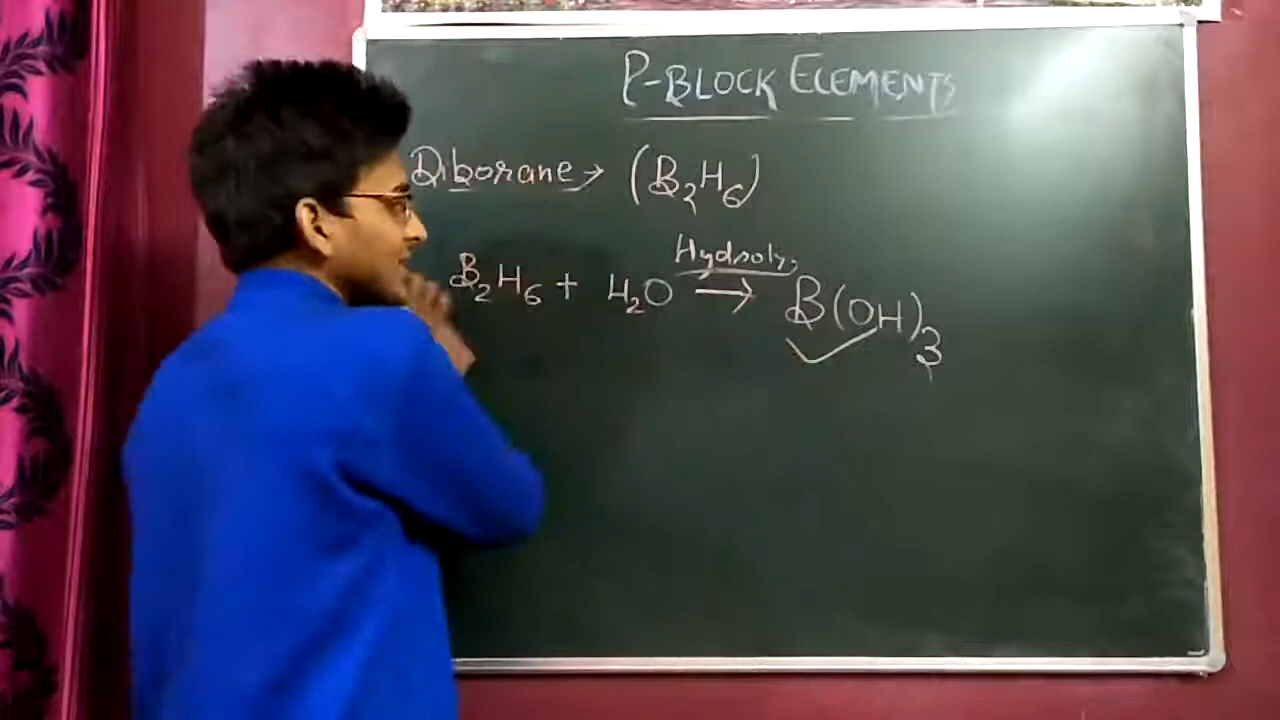 P-BLOCK ELEMENTS
Diborane → (B₂H₆)
Hydroly
B₂H₆ + H₂O → B(OH)₃